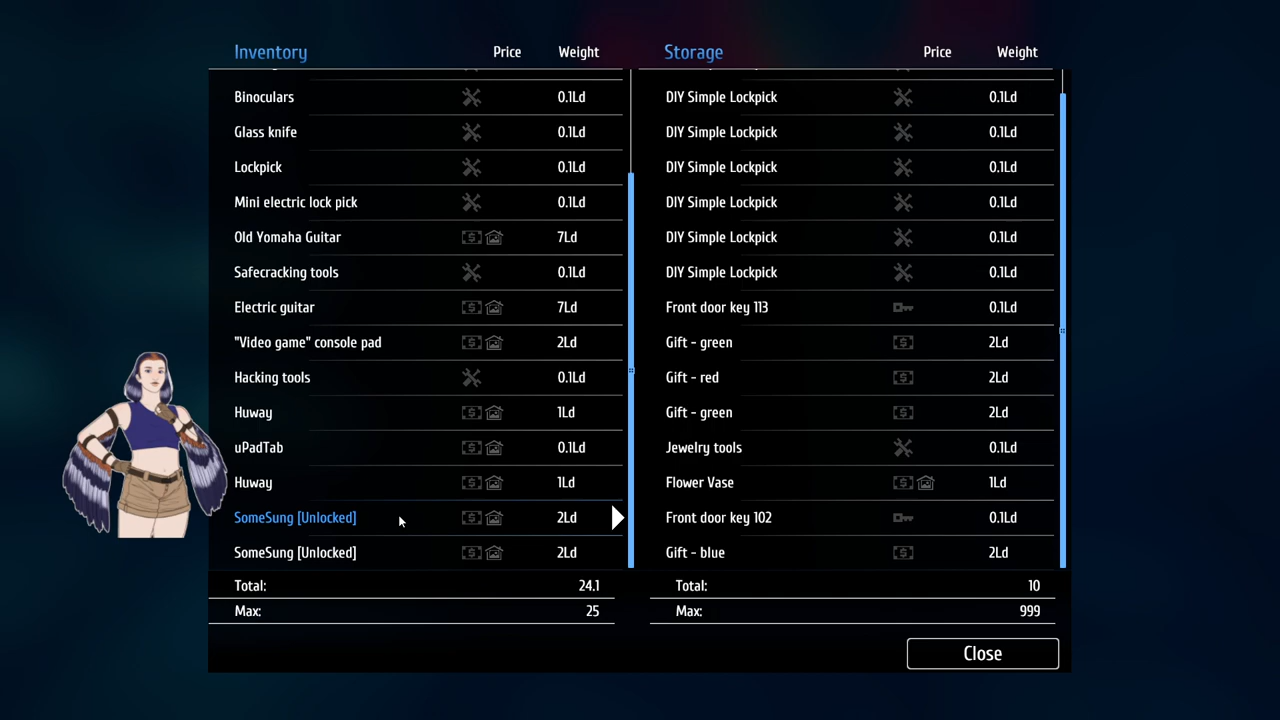 Inventory Price Weight
Binoculars 0.1Ld
Glass knife 0.1Ld
Lockpick 0.1Ld
Mini electric lock pick 0.1Ld
Old Yomaha Guitar 7Ld
Safecracking tools 0.1Ld
Electric guitar 7Ld
"Video game" console pad 2Ld
Hacking tools 0.1Ld
Huway 1Ld
uPadTab 0.1Ld
Huway 1Ld
SomeSung [Unlocked] 2Ld
SomeSung [Unlocked] 2Ld
Total: 24.1
Max: 25
Storage Price Weight
DIY Simple Lockpick 0.1Ld
DIY Simple Lockpick 0.1Ld
DIY Simple Lockpick 0.1Ld
DIY Simple Lockpick 0.1Ld
DIY Simple Lockpick 0.1Ld
DIY Simple Lockpick 0.1Ld
Front door key 113 0.1Ld
Gift - green 2Ld
Gift - red 2Ld
Gift - green 2Ld
Jewelry tools 0.1Ld
Flower Vase 1Ld
Front door key 102 0.1Ld
Gift - blue 2Ld
Total: 10
Max: 999
Close